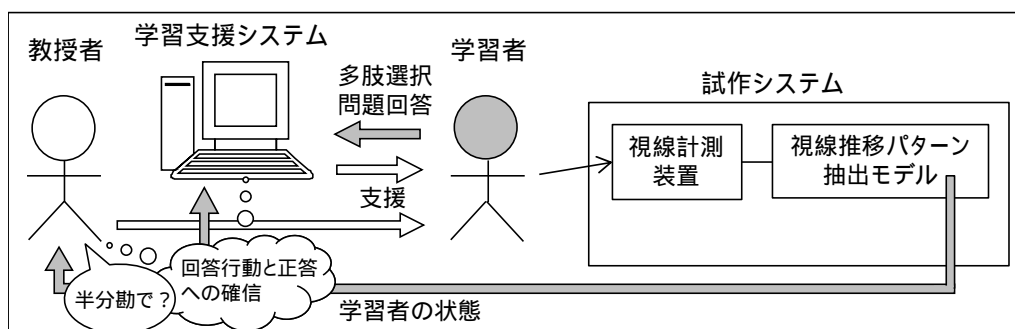 学習支援システム
教授者
学習者
多肢選択
問題回答
試作システム
視線計測
装置
視線推移パターン
抽出モデル
支援
回答行動と正答
への確信
半分勘で？
学習者の状態